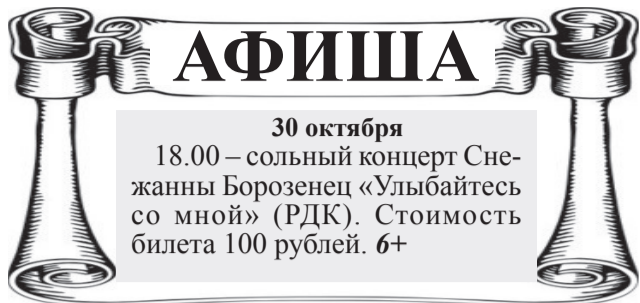 АФИША
30 октября
18.00 – сольный концерт Сне-
жанны Борозенец «Улыбайтесь
со мной» (РДК). Стоимость
билета 100 рублей. 6+